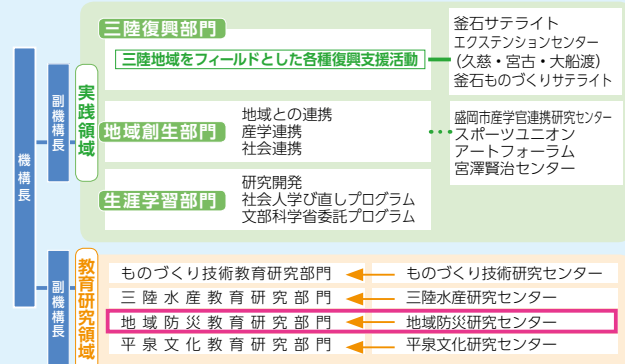 機構長
副機構長
実践領域
三陸復興部門
三陸地域をフィールドとした各種復興支援活動
釜石サテライト
エクステンションセンター
(久慈・宮古・大船渡)
釜石ものづくりサテライト
地域創生部門
地域との連携
産学連携
社会連携
盛岡市産学官連携研究センター
スポーツユニオン
アートフォーラム
宮澤賢治センター
生涯学習部門
研究開発
社会人学び直しプログラム
文部科学省委託プログラム
副機構長
教育研究領域
ものづくり技術教育研究部門 ものづくり技術研究センター
三陸水産教育研究部門 三陸水産研究センター
地域防災教育研究部門 地域防災研究センター
平泉文化教育研究部門 平泉文化研究センター